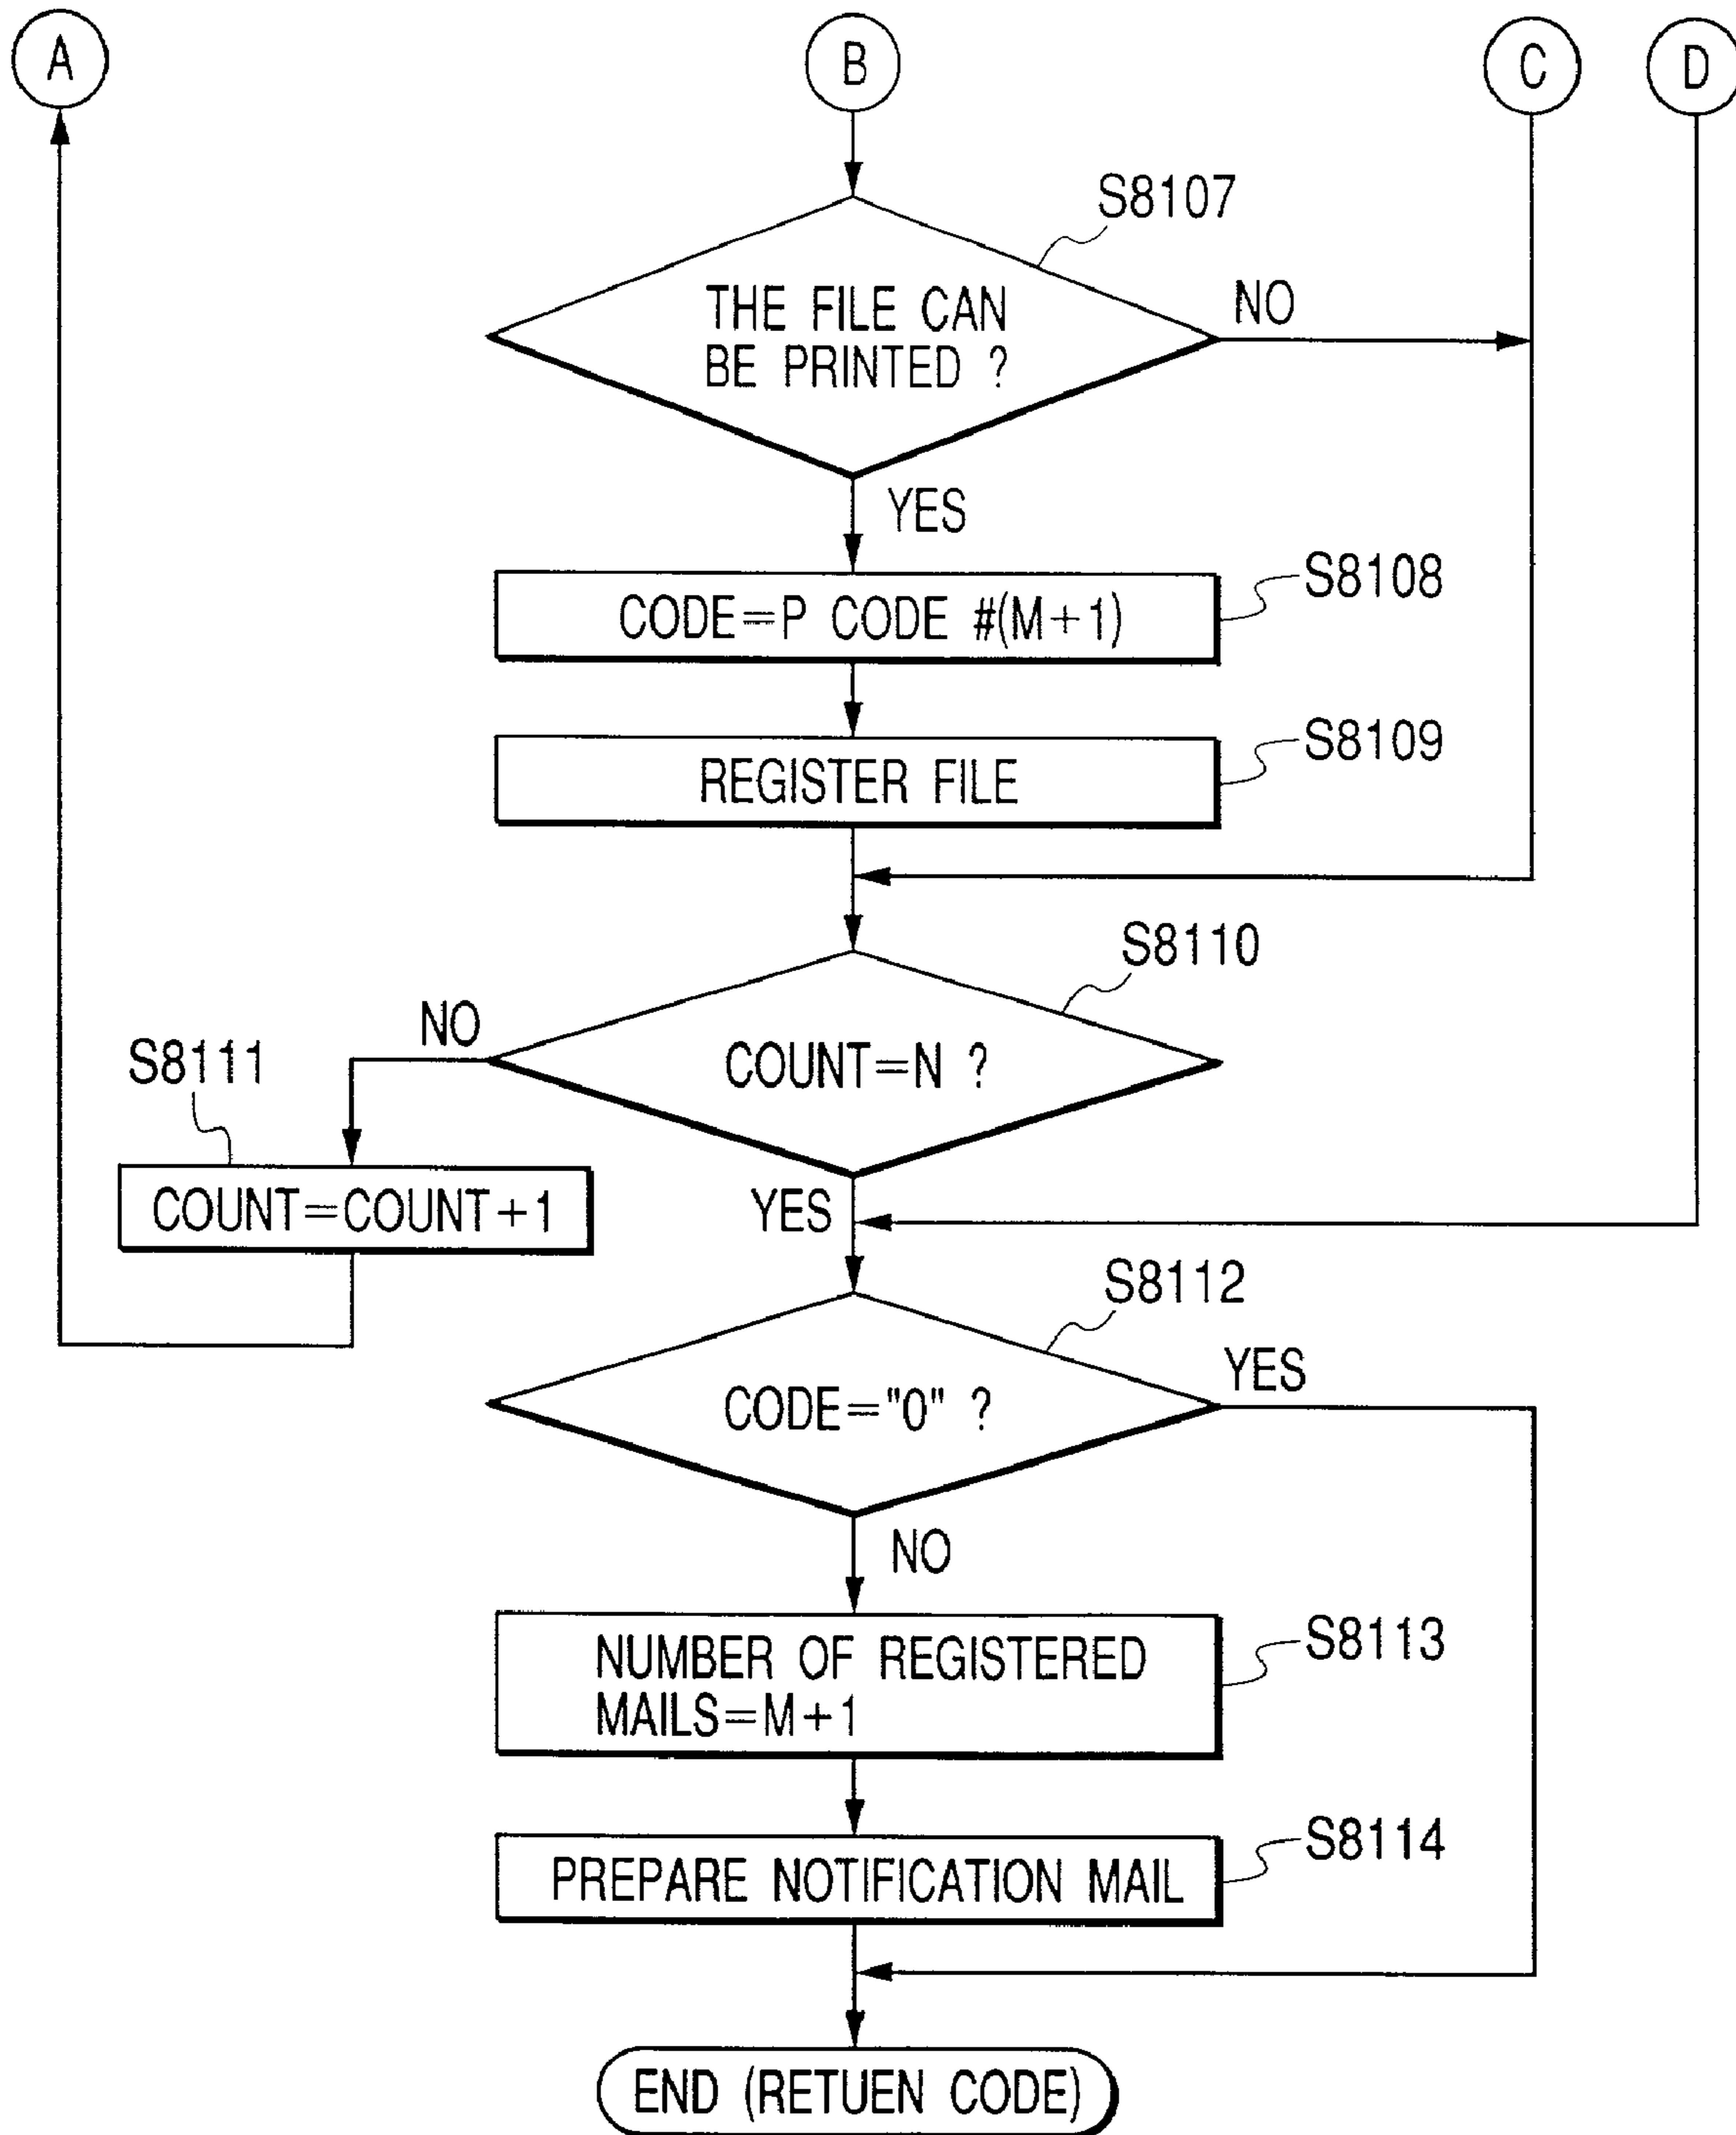 A
B
C
D
S8107
THE FILE CAN
BE PRINTED ?
NO
YES
CODE=P CODE #(M+1)
S8108
REGISTER FILE
S8109
S8110
COUNT=N ?
NO
S8111
COUNT=COUNT+1
YES
S8112
CODE="0" ?
YES
NO
NUMBER OF REGISTERED
MAILS=M+1
S8113
PREPARE NOTIFICATION MAIL
S8114
END (RETUEN CODE)